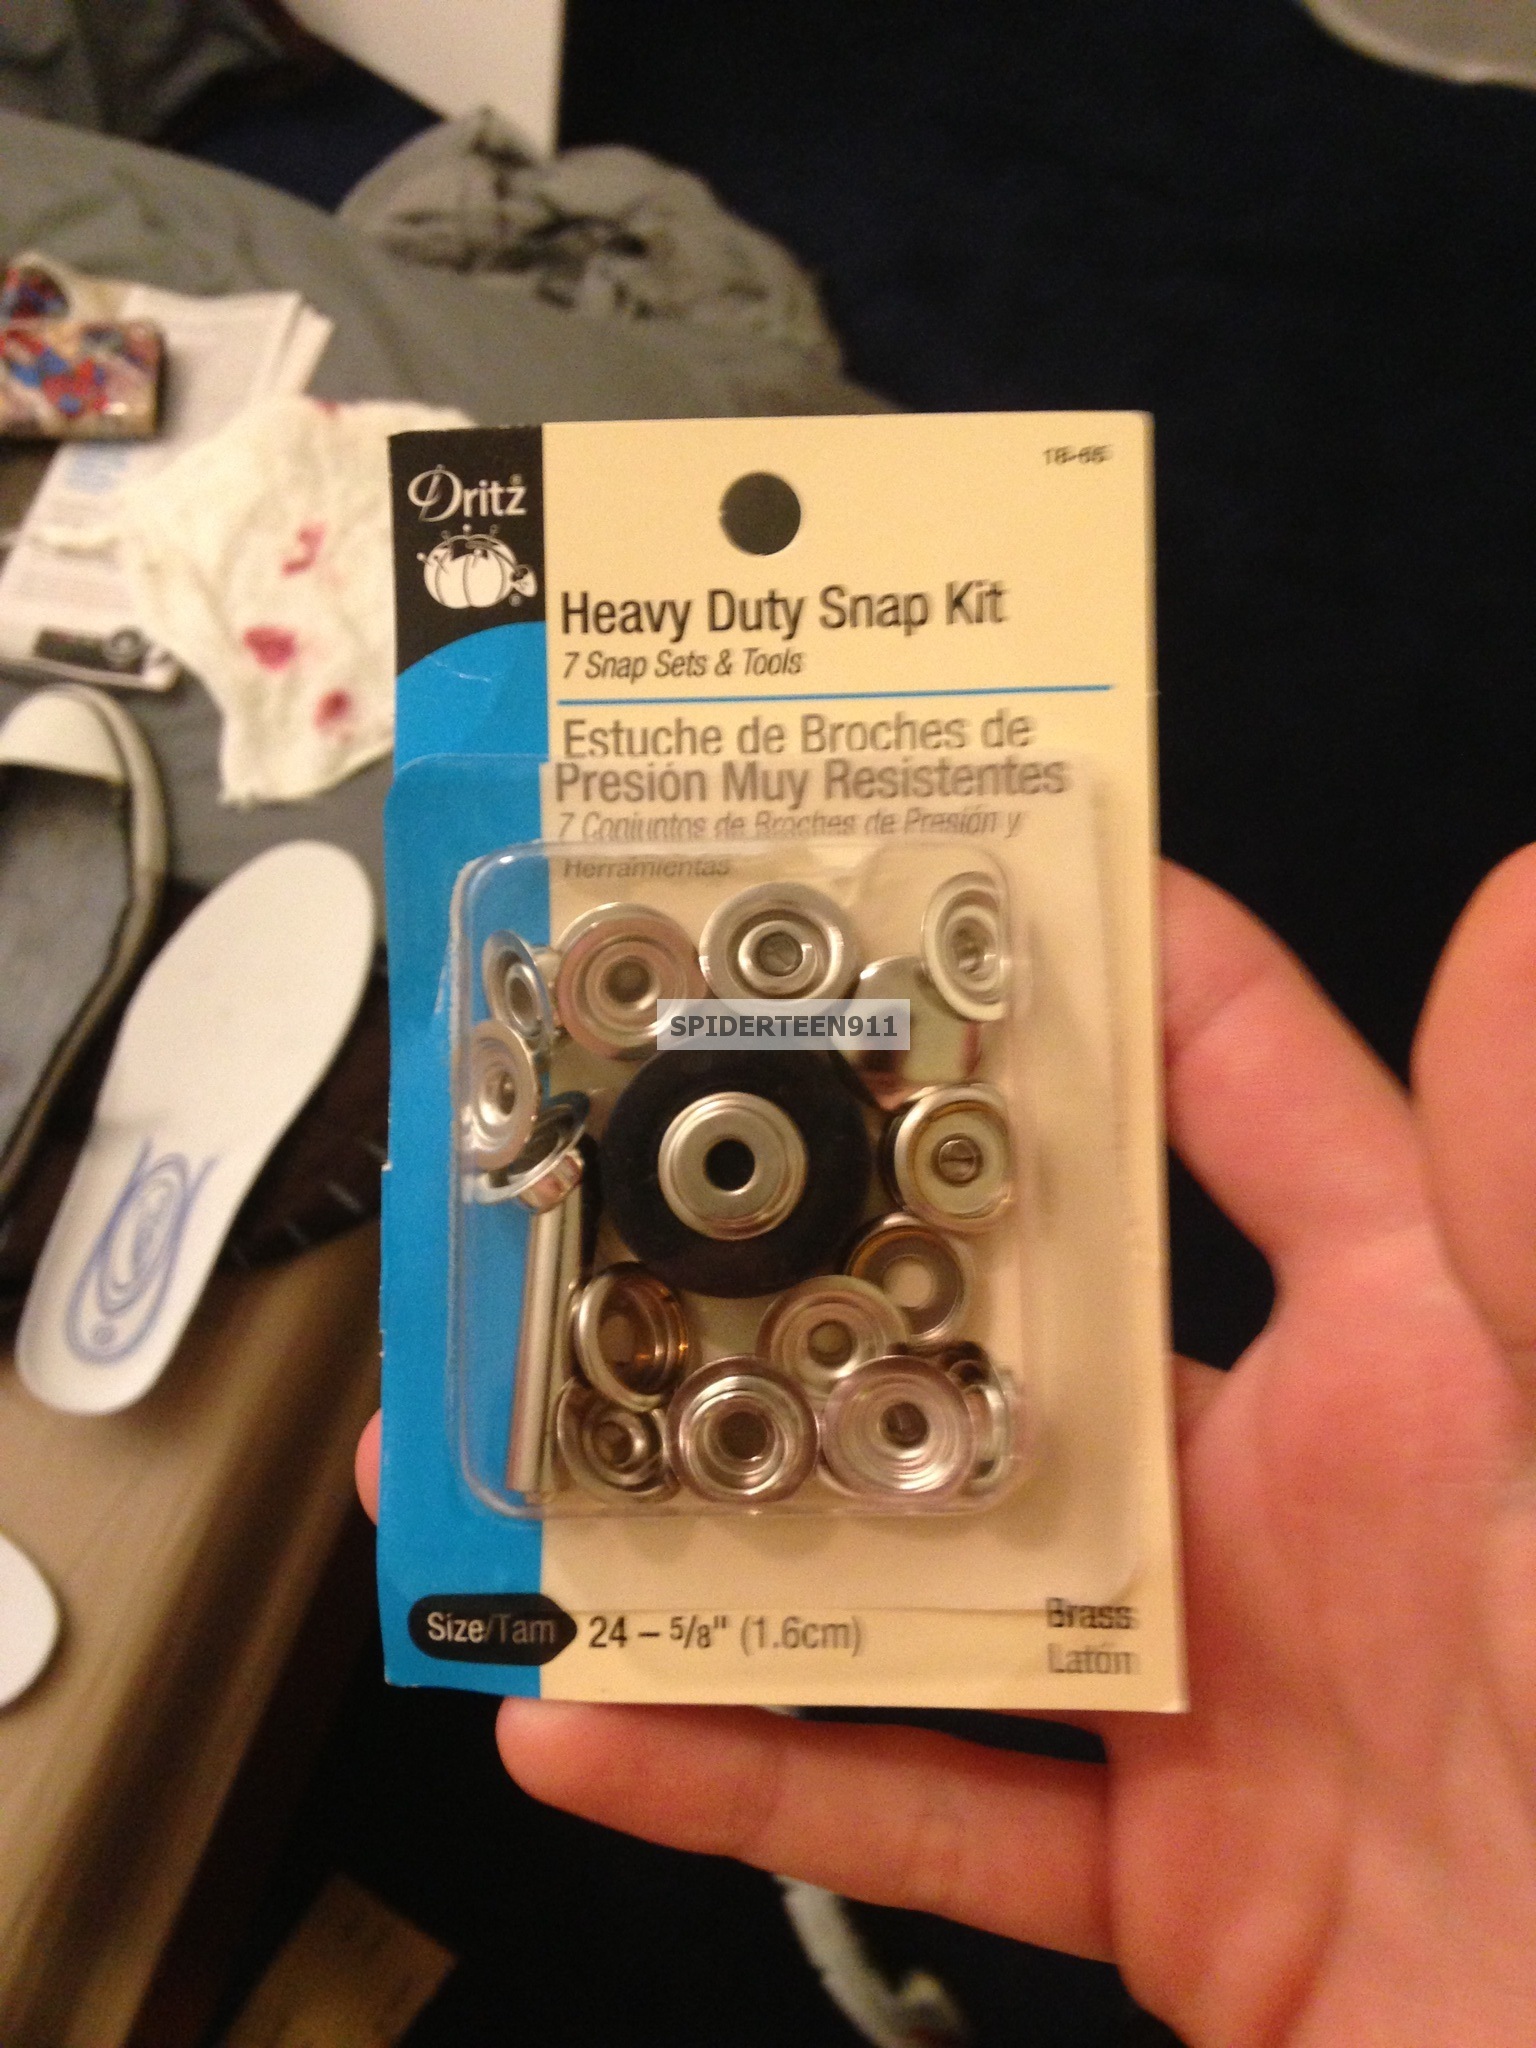 Dritz
Heavy Duty Snap Kit
7 Snap Sets & Tools
Estuche de Broches de
Presión Muy Resistentes
7 Conjuntos de Broches de Presión y
Herramientas
SPIDERTEEN911
Size/Tam 24 – 5/8" (1.6cm)
Brass
Latón